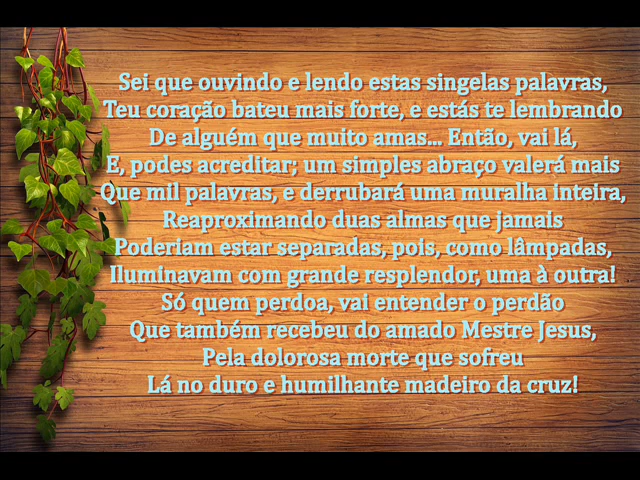 Sei que ouvindo e lendo estas singelas palavras,
Teu coração bateu mais forte, e estás te lembrando
De alguém que muito amas... Então, vai lá,
E, podes acreditar; um simples abraço valerá mais
Que mil palavras, e derrubará uma muralha inteira,
Reaproximando duas almas que jamais
Poderiam estar separadas, pois, como lâmpadas,
Iluminavam com grande resplendor, uma à outra!
Só quem perdoa, vai entender o perdão
Que também recebeu do amado Mestre Jesus,
Pela dolorosa morte que sofreu
Lá no duro e humilhante madeiro da cruz!